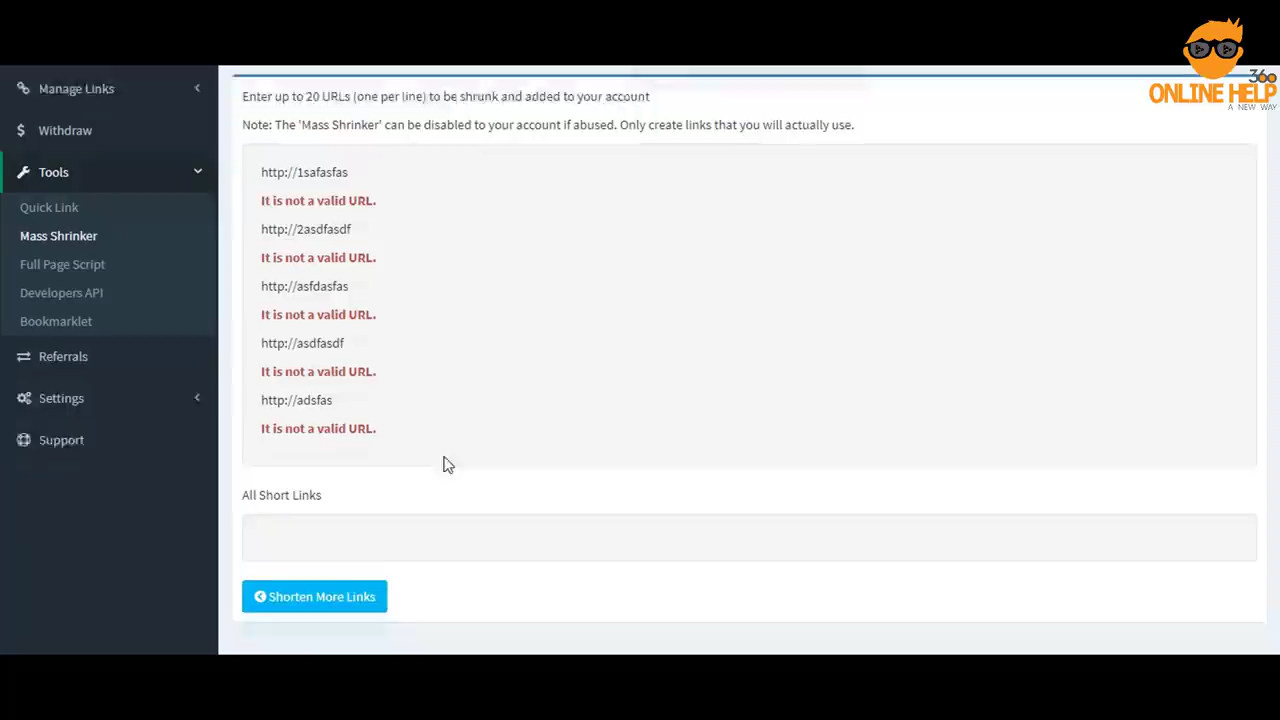 360
ONLINE HELP
A NEW WAY
Manage Links
Withdraw
Tools
Quick Link
Mass Shrinker
Full Page Script
Developers API
Bookmarklet
Referrals
Settings
Support
Enter up to 20 URLs (one per line) to be shrunk and added to your account
Note: The 'Mass Shrinker' can be disabled to your account if abused. Only create links that you will actually use.
http://1safasfas
It is not a valid URL.
http://2asdfasdf
It is not a valid URL.
http://asfdasfas
It is not a valid URL.
http://asdfasdf
It is not a valid URL.
http://adsfas
It is not a valid URL.
All Short Links
Shorten More Links